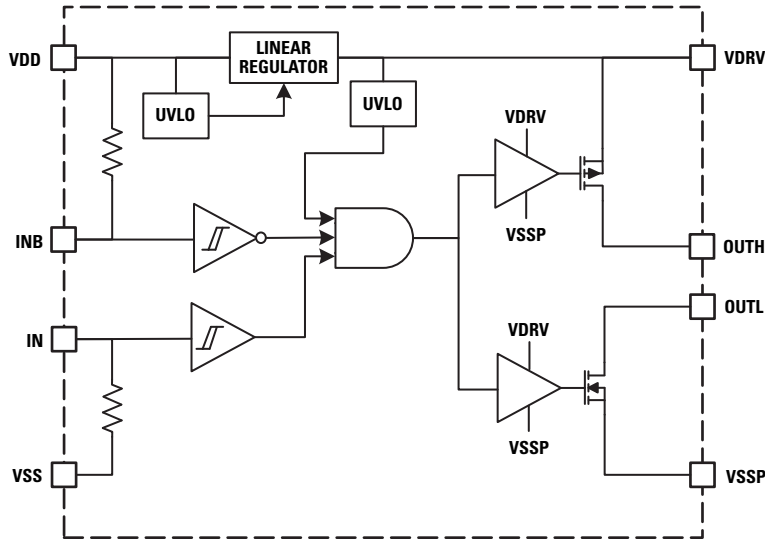 VDD
LINEAR
REGULATOR
VDRV
UVLO
UVLO
VDRV
INB
VSSP
OUTH
OUTL
IN
VDRV
VSSP
VSS
VSSP